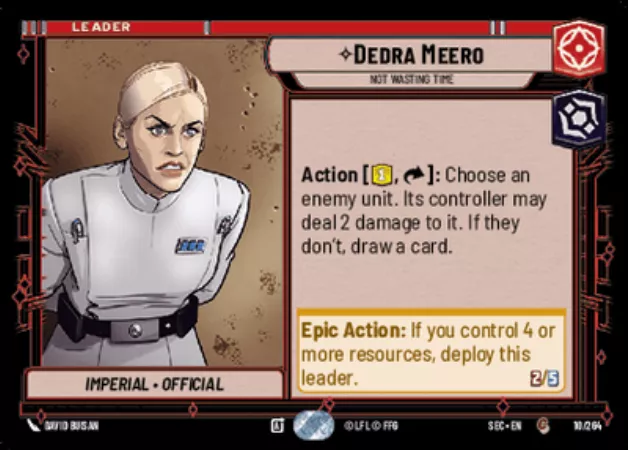 LEADER
DEDRA MEERO
NOT WASTING TIME
Action [1, ]: Choose an
enemy unit. Its controller may
deal 2 damage to it. If they
don't, draw a card.
Epic Action: If you control 4 or
more resources, deploy this
leader.
2/5
IMPERIAL • OFFICIAL
DAVID BUISAN
©LFL ©FFG
SEC • EN
10/264